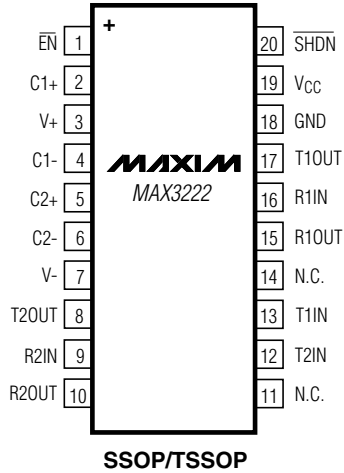 +
EN 1 20 SHDN
C1+ 2 19 VCC
V+ 3 18 GND
C1- 4 MAXIM 17 T1OUT
C2+ 5 MAX3222 16 R1IN
C2- 6 15 R1OUT
V- 7 14 N.C.
T2OUT 8 13 T1IN
R2IN 9 12 T2IN
R2OUT 10 11 N.C.
SSOP/TSSOP